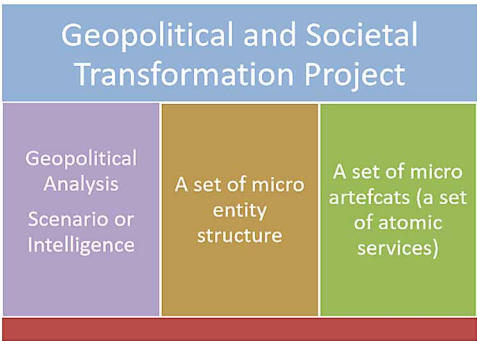 Geopolitical and Societal
Transformation Project
Geopolitical
Analysis
Scenario or
Intelligence
A set of micro
entity
structure
A set of micro
artefcats (a set
of atomic
services)